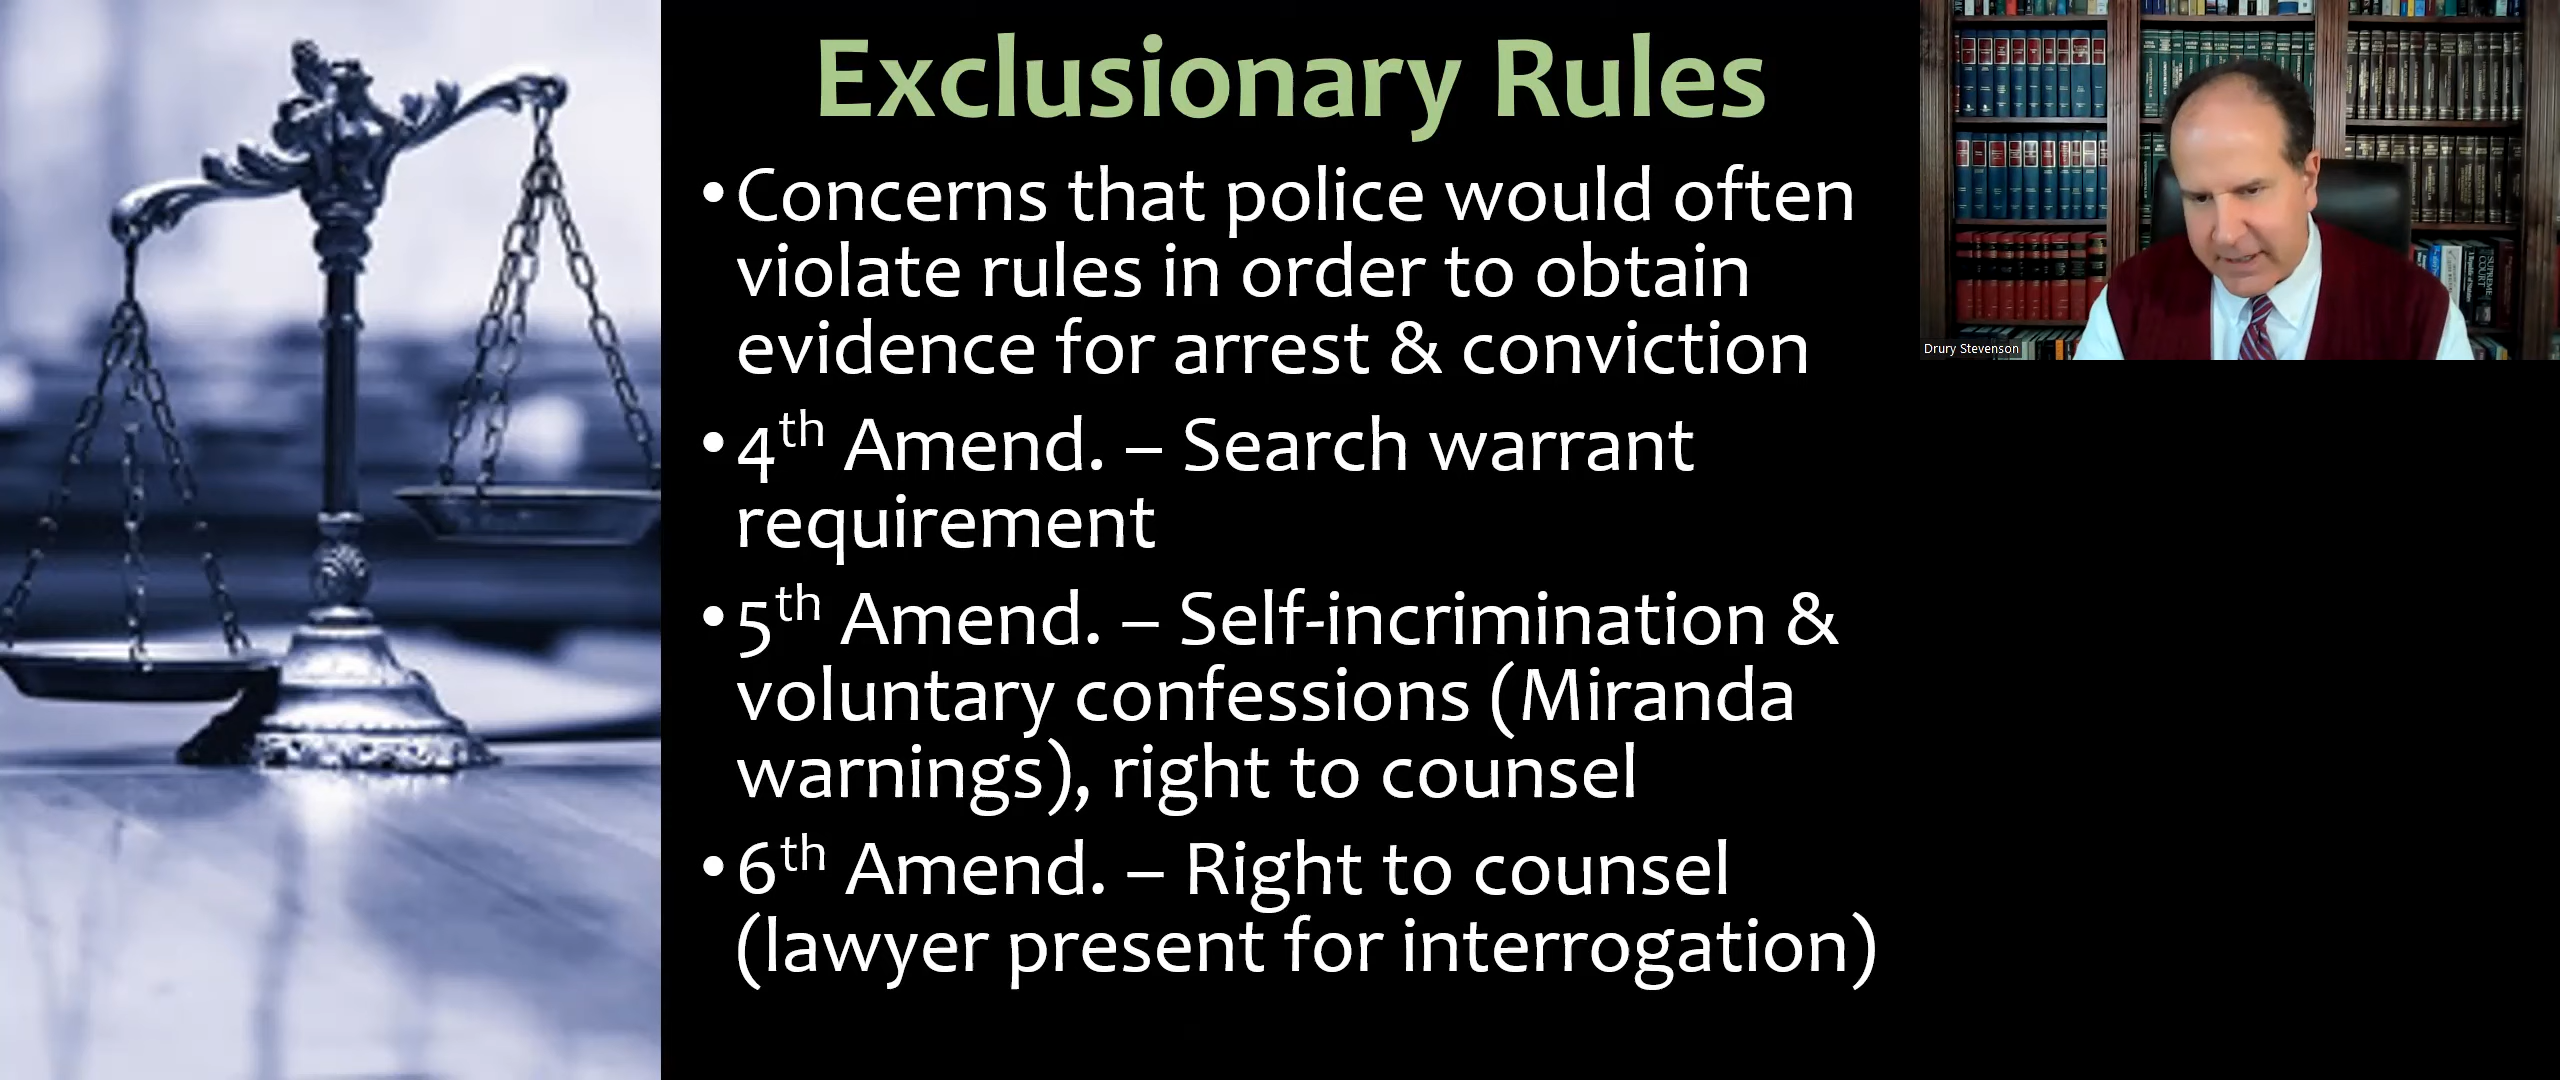 Exclusionary Rules
• Concerns that police would often
violate rules in order to obtain
evidence for arrest & conviction
• 4th Amend. – Search warrant
requirement
• 5th Amend. – Self-incrimination &
voluntary confessions (Miranda
warnings), right to counsel
• 6th Amend. – Right to counsel
(lawyer present for interrogation)
Drury Stevenson
SUPREME
COURT